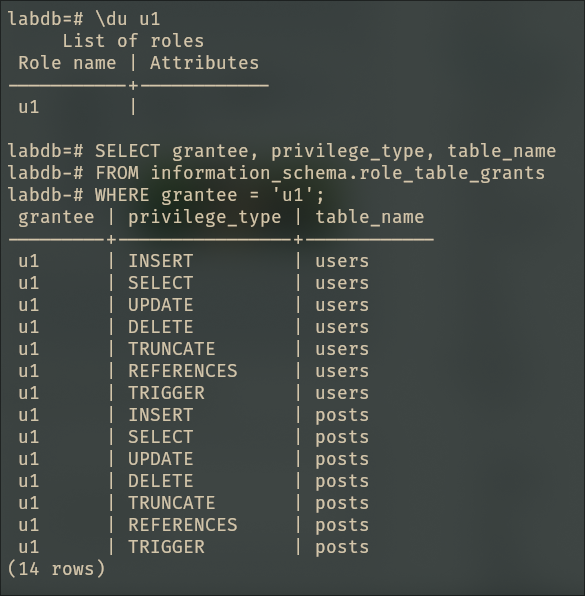 labdb=# \du u1
     List of roles
 Role name | Attributes
-----------+------------
 u1        |
labdb=# SELECT grantee, privilege_type, table_name
labdb-# FROM information_schema.role_table_grants
labdb-# WHERE grantee = 'u1';
 grantee | privilege_type | table_name
---------+----------------+------------
 u1      | INSERT         | users
 u1      | SELECT         | users
 u1      | UPDATE         | users
 u1      | DELETE         | users
 u1      | TRUNCATE       | users
 u1      | REFERENCES     | users
 u1      | TRIGGER        | users
 u1      | INSERT         | posts
 u1      | SELECT         | posts
 u1      | UPDATE         | posts
 u1      | DELETE         | posts
 u1      | TRUNCATE       | posts
 u1      | REFERENCES     | posts
 u1      | TRIGGER        | posts
(14 rows)